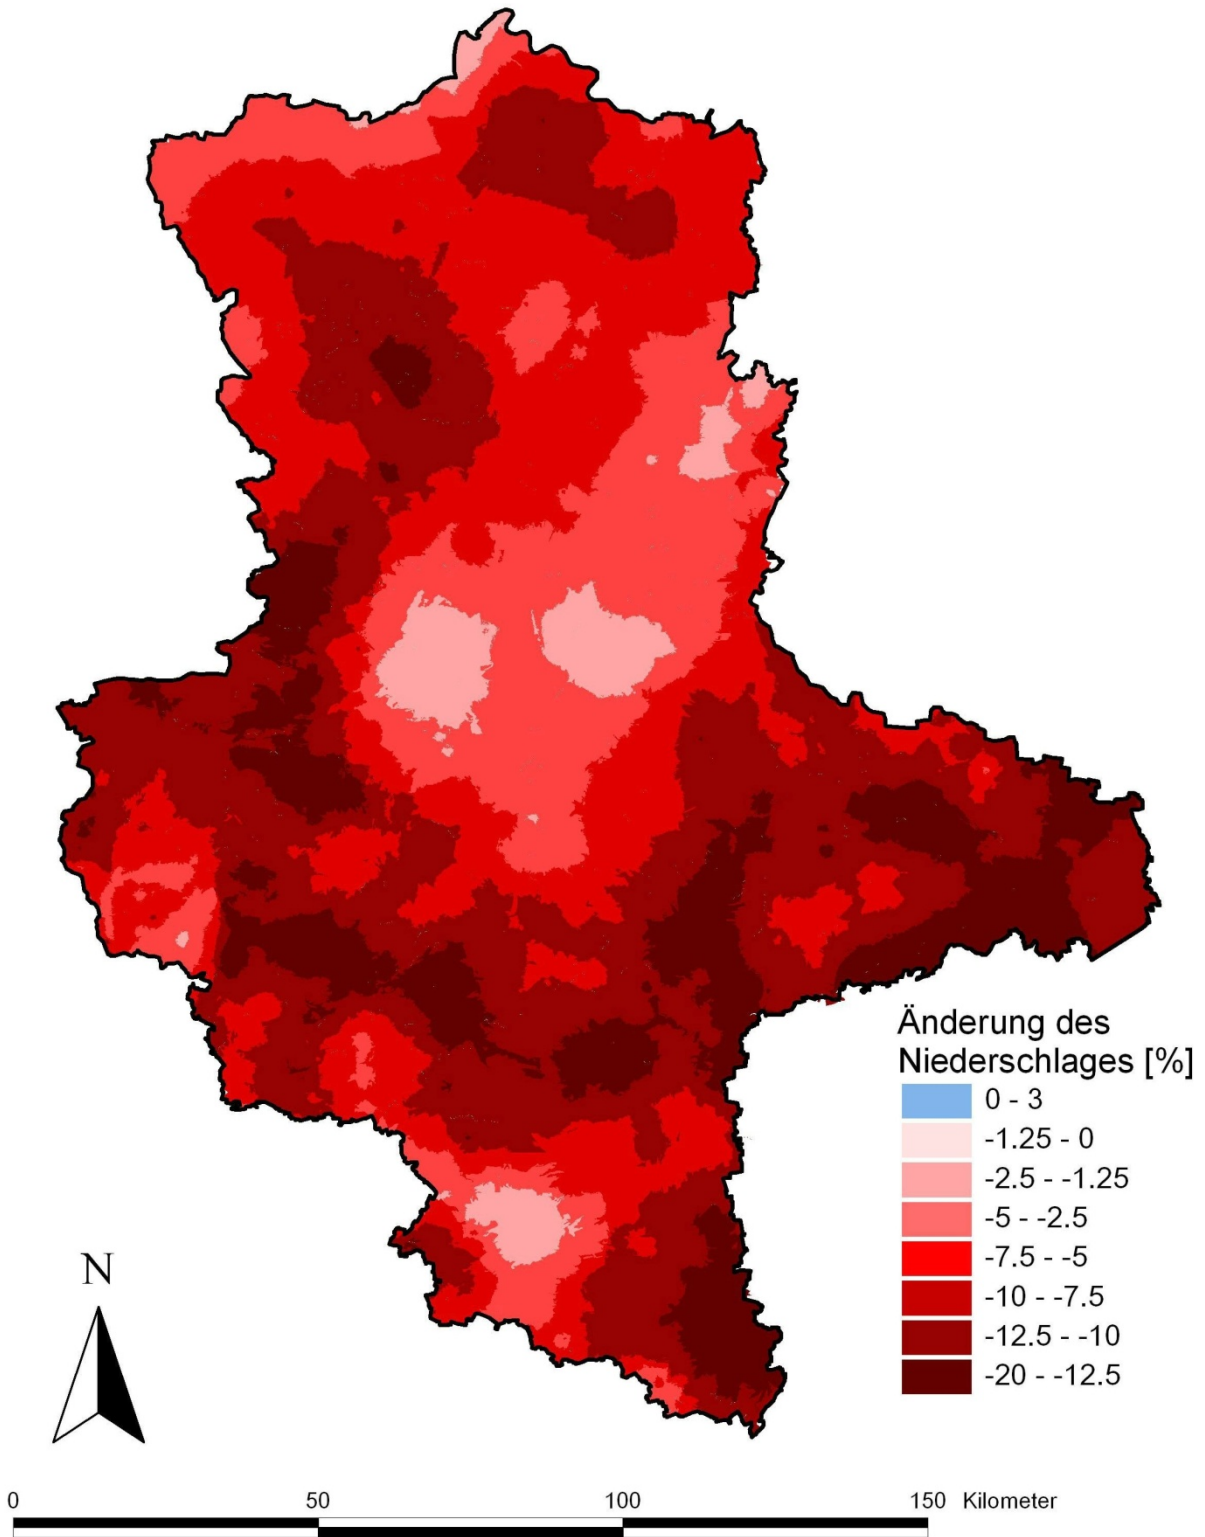 Änderung des
Niederschlages [%]
0 - 3
-1.25 - 0
-2.5 - -1.25
-5 - -2.5
-7.5 - -5
-10 - -7.5
-12.5 - -10
-20 - -12.5
N
0 50 100 150 Kilometer